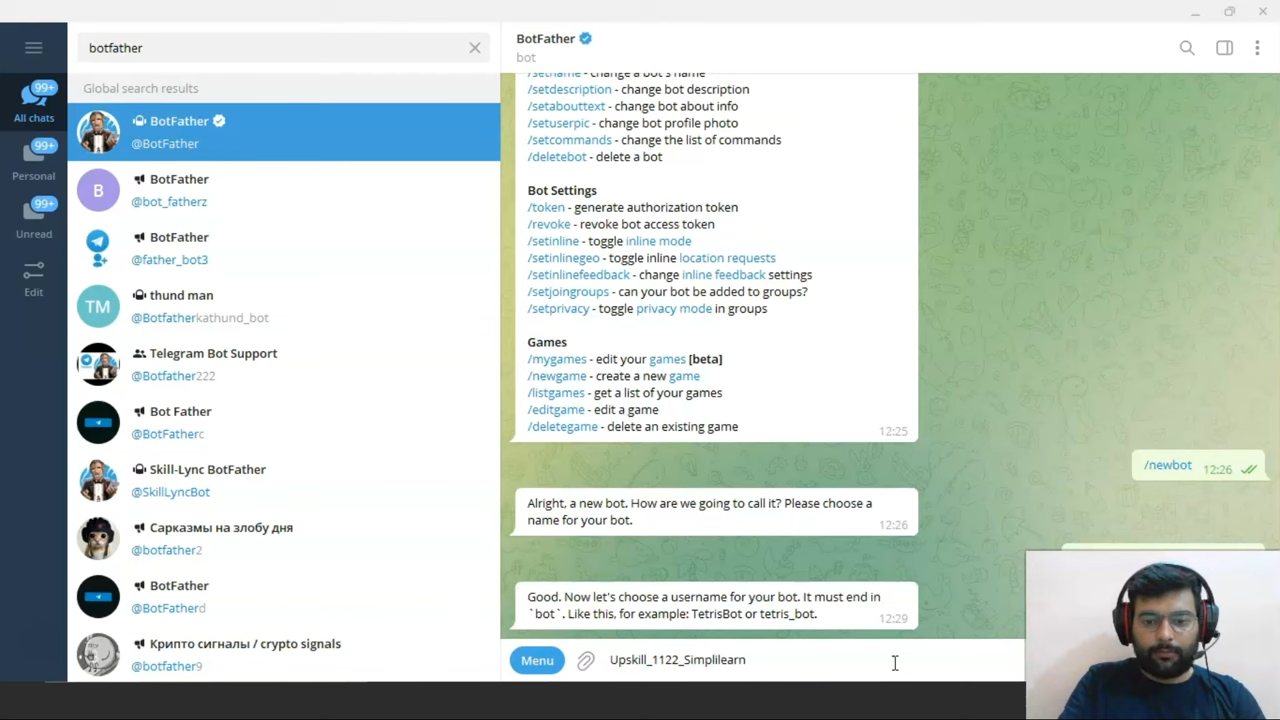 botfather
BotFather
bot
99+
All chats
99+
Personal
99+
Unread
Edit
Global search results
BotFather
@BotFather
B
BotFather
@bot_fatherz
BotFather
@father_bot3
TM
thund man
@Botfatherkathund_bot
Telegram Bot Support
@Botfather222
Bot Father
@BotFatherc
Skill-Lync BotFather
@SkillLyncBot
Сарказмы на злобу дня
@botfather2
BotFather
@BotFatherd
Крипто сигналы / crypto signals
@botfather9
/setname - change a bot's name
/setdescription - change bot description
/setabouttext - change bot about info
/setuserpic - change bot profile photo
/setcommands - change the list of commands
/deletebot - delete a bot
Bot Settings
/token - generate authorization token
/revoke - revoke bot access token
/setinline - toggle inline mode
/setinlinegeo - toggle inline location requests
/setinlinefeedback - change inline feedback settings
/setjoingroups - can your bot be added to groups?
/setprivacy - toggle privacy mode in groups
Games
/mygames - edit your games [beta]
/newgame - create a new game
/listgames - get a list of your games
/editgame - edit a game
/deletegame - delete an existing game
12:25
/newbot 12:26
Alright, a new bot. How are we going to call it? Please choose a
name for your bot.
12:26
Good. Now let's choose a username for your bot. It must end in
`bot`. Like this, for example: TetrisBot or tetris_bot.
12:29
Menu
Upskill_1122_Simplilearn